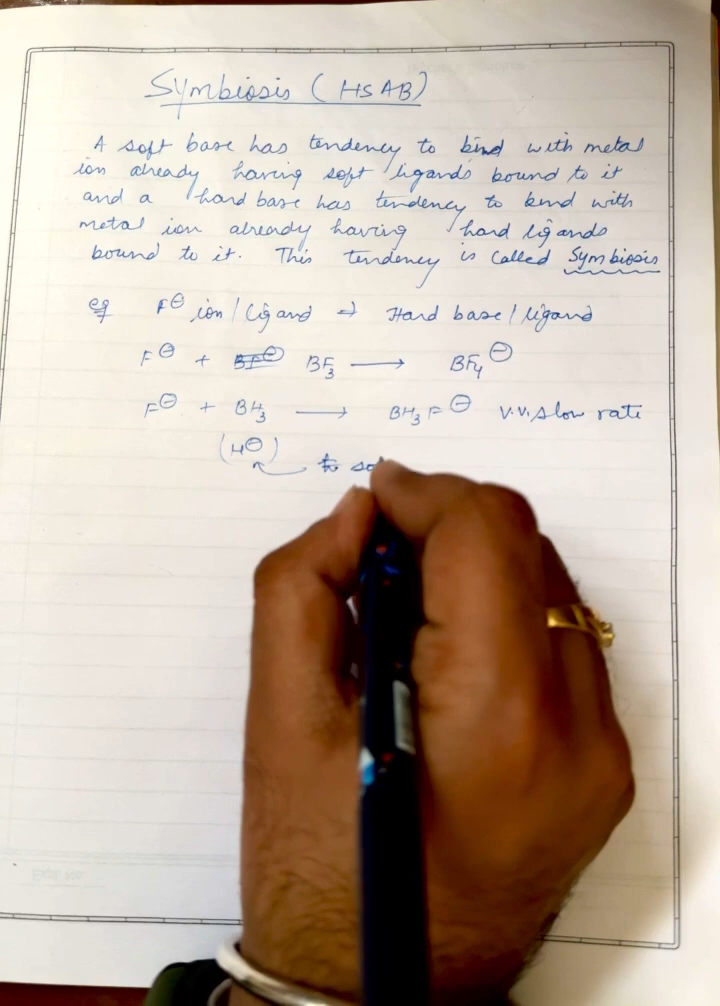 Symbiosis (HSAB)
A soft base has tendency to bind with metal
ion already having soft ligands bound to it
and a hard base has tendency to bind with
metal ion already having hard ligands
bound to it. This tendency is called Symbiosis
eg F⊖ ion/ligand → Hard base/ligand
F⊖ + BF₃ ⟶ BF₄⊖
F⊖ + BH₃ ⟶ BH₃F⊖ v.v. slow rate
(H⊖)
so